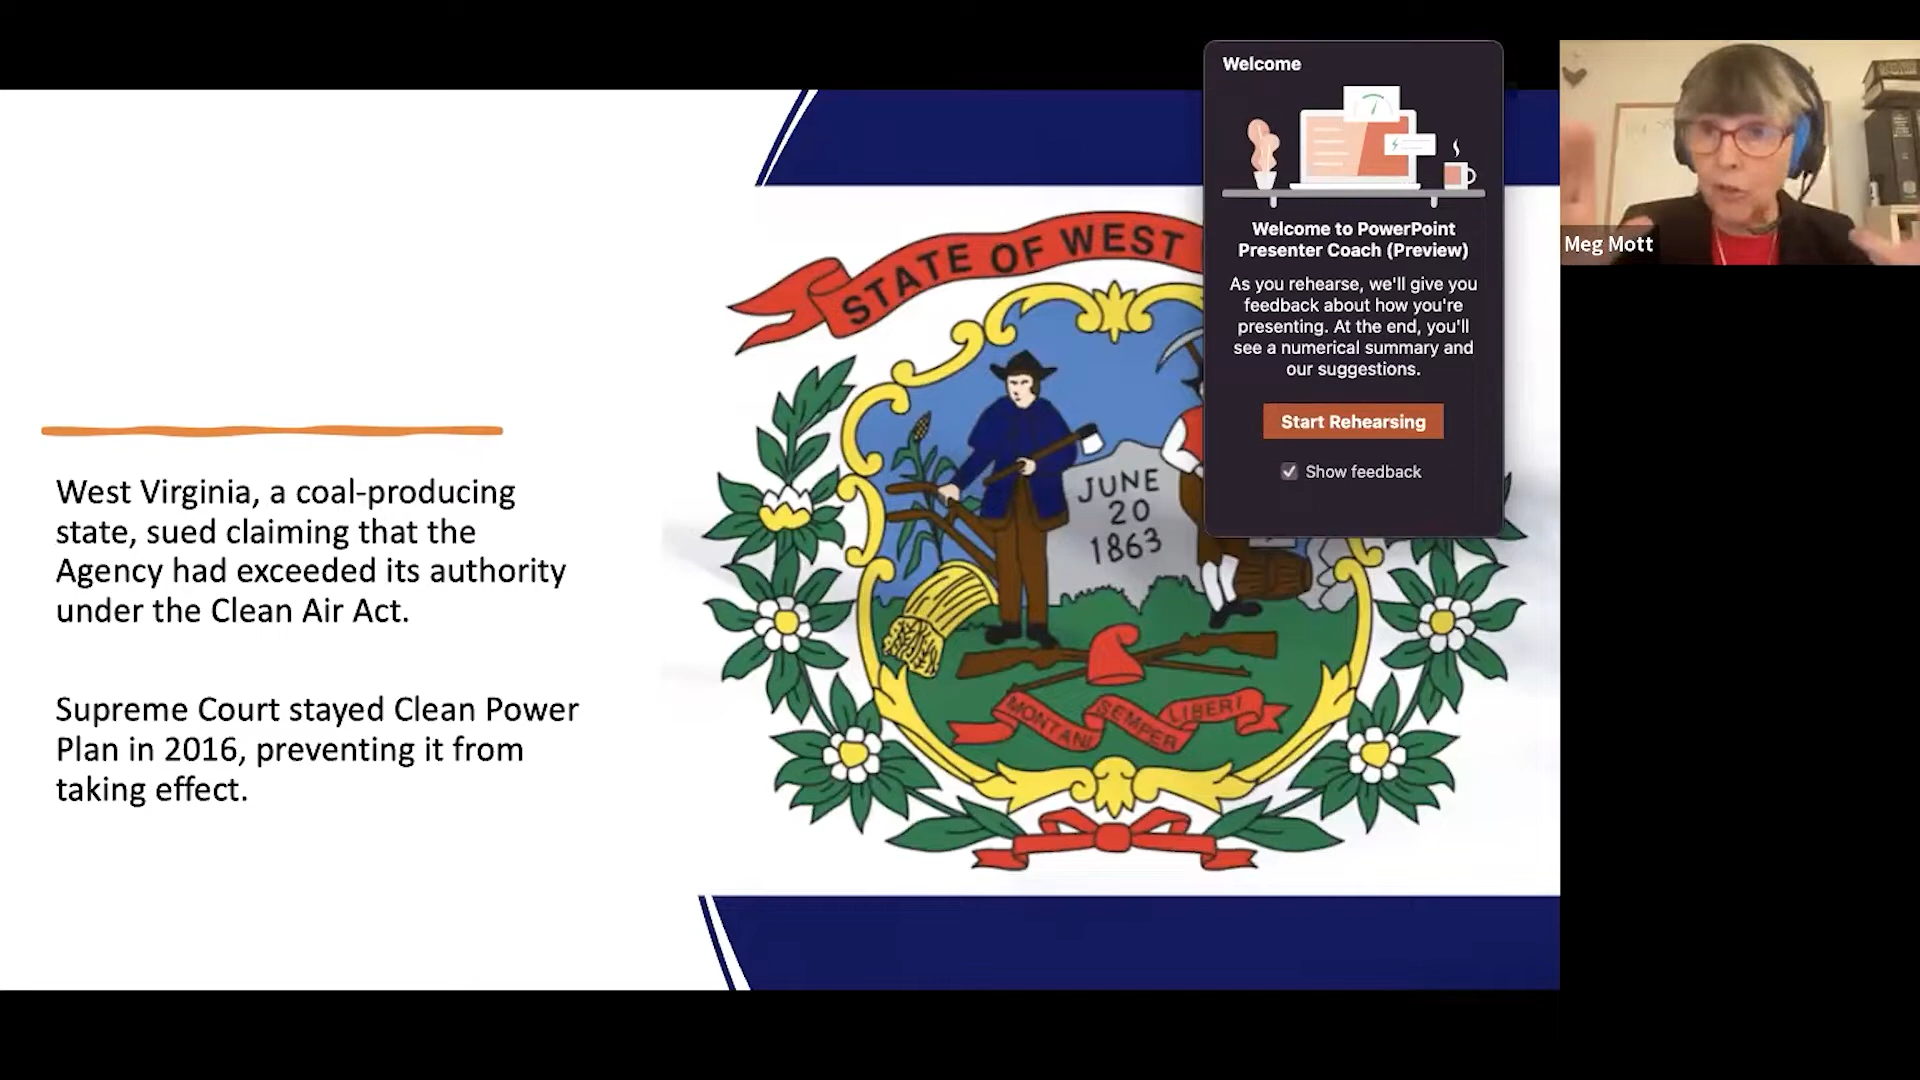 West Virginia, a coal-producing
state, sued claiming that the
Agency had exceeded its authority
under the Clean Air Act.
Supreme Court stayed Clean Power
Plan in 2016, preventing it from
taking effect.
STATE OF WEST
JUNE
20
1863
MONTANI SEMPER LIBERI
Welcome
Welcome to PowerPoint
Presenter Coach (Preview)
As you rehearse, we'll give you
feedback about how you're
presenting. At the end, you'll
see a numerical summary and
our suggestions.
Start Rehearsing
Show feedback
Meg Mott